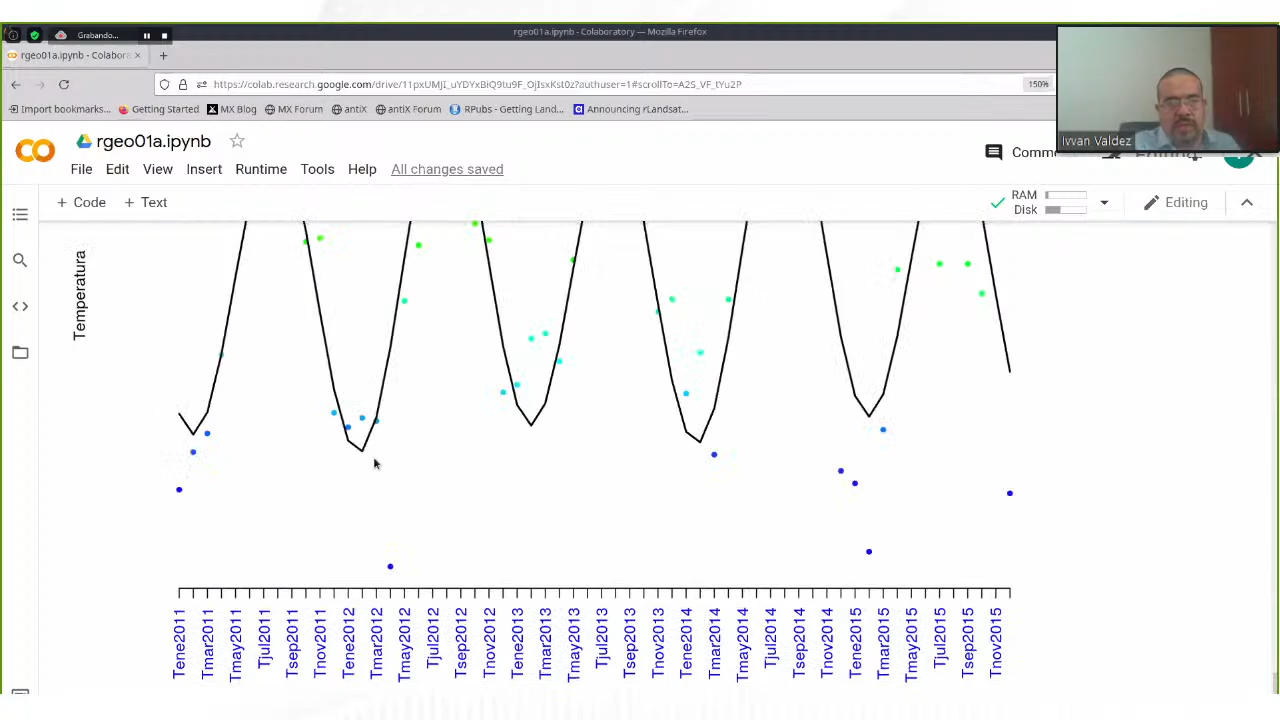 Grabando...
rgeo01a.ipynb - Colaboratory — Mozilla Firefox
rgeo01a.ipynb - Colabora
https://colab.research.google.com/drive/11pxUMJI_uYDYxBiQ9tu9F_OjIsxKst0z?authuser=1#scrollTo=A2S_VF_tYu2P
150%
Import bookmarks...
Getting Started
MX Blog
MX Forum
antiX
antiX Forum
RPubs - Getting Land...
Announcing rLandsat...
Ivvan Valdez
rgeo01a.ipynb
File Edit View Insert Runtime Tools Help All changes saved
+ Code + Text
RAM
Disk
Editing
Temperatura
Tene2011
Tmar2011
Tmay2011
Tjul2011
Tsep2011
Tnov2011
Tene2012
Tmar2012
Tmay2012
Tjul2012
Tsep2012
Tnov2012
Tene2013
Tmar2013
Tmay2013
Tjul2013
Tsep2013
Tnov2013
Tene2014
Tmar2014
Tmay2014
Tjul2014
Tsep2014
Tnov2014
Tene2015
Tmar2015
Tmay2015
Tjul2015
Tsep2015
Tnov2015